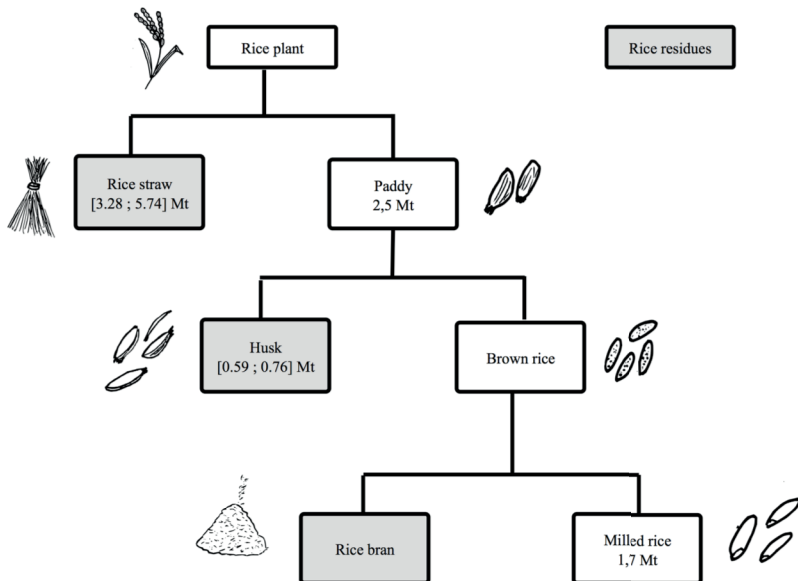 Rice plant
Rice residues
Rice straw
[3.28 ; 5.74] Mt
Paddy
2,5 Mt
Husk
[0.59 ; 0.76] Mt
Brown rice
Rice bran
Milled rice
1,7 Mt